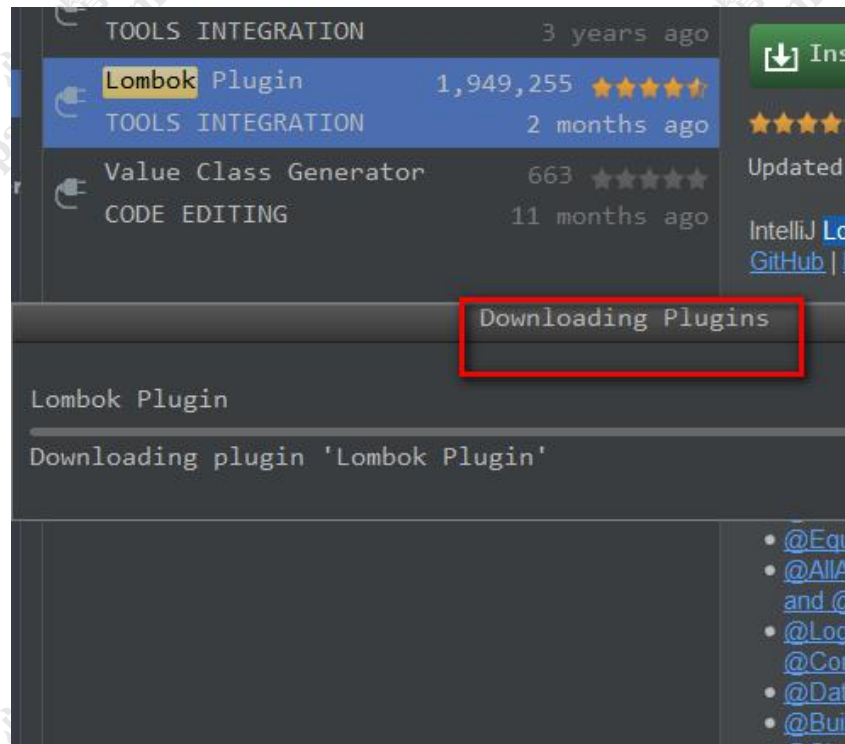 TOOLS INTEGRATION 3 years ago
Lombok Plugin 1,949,255
TOOLS INTEGRATION 2 months ago
Value Class Generator 663
CODE EDITING 11 months ago
Updated
IntelliJ
GitHub |
Downloading Plugins
Lombok Plugin
Downloading plugin 'Lombok Plugin'
and